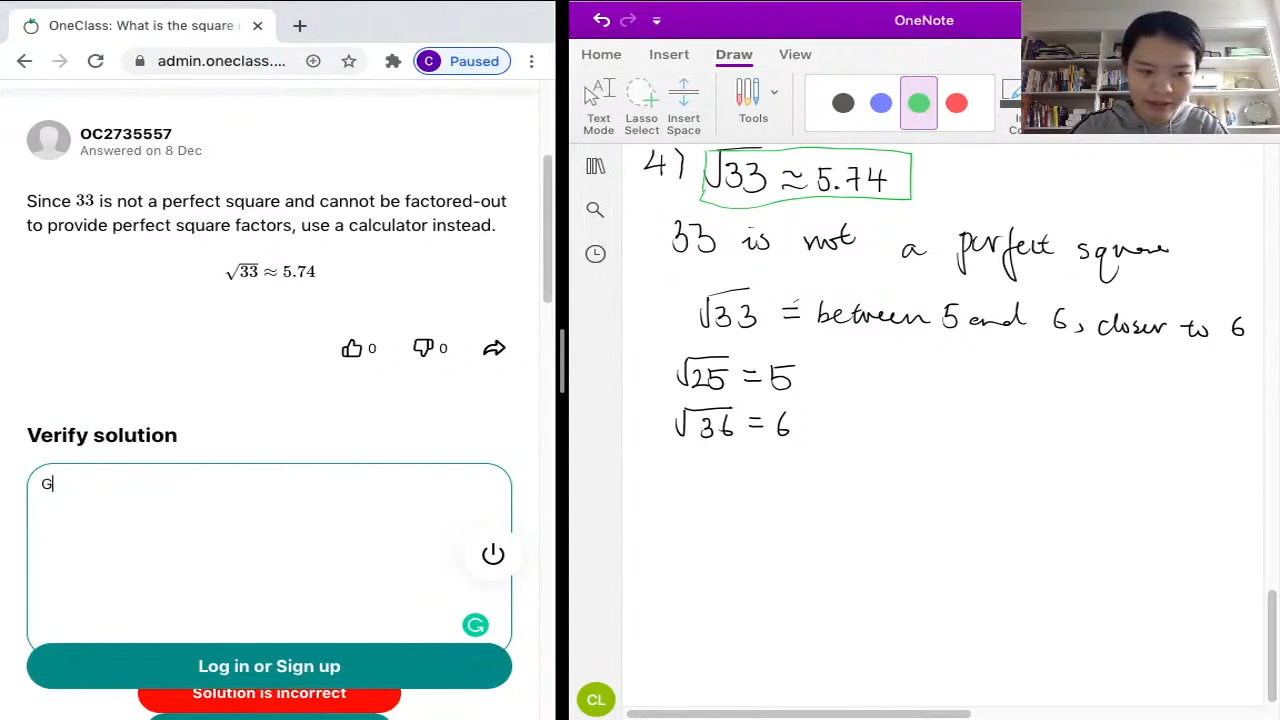 OneClass: What is the square
admin.oneclass.com...
Paused
OC2735557
Answered on 8 Dec
Since 33 is not a perfect square and cannot be factored-out
to provide perfect square factors, use a calculator instead.
√33 ≈ 5.74
0
0
Verify solution
G
Log in or Sign up
Solution is incorrect
OneNote
Home
Insert
Draw
View
Text
Mode
Lasso
Select
Insert
Space
Tools
4) √33 ≈ 5.74
33 is not a perfect square
√33 = between 5 and 6, closer to 6
√25 = 5
√36 = 6
CL